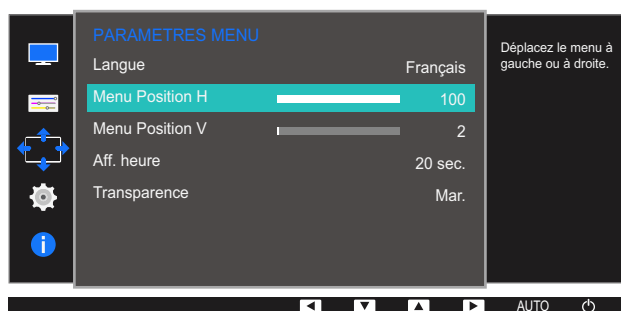 PARAMETRES MENU
Langue Français
Menu Position H 100
Menu Position V 2
Aff. heure 20 sec.
Transparence Mar.
Déplacez le menu à
gauche ou à droite.
AUTO